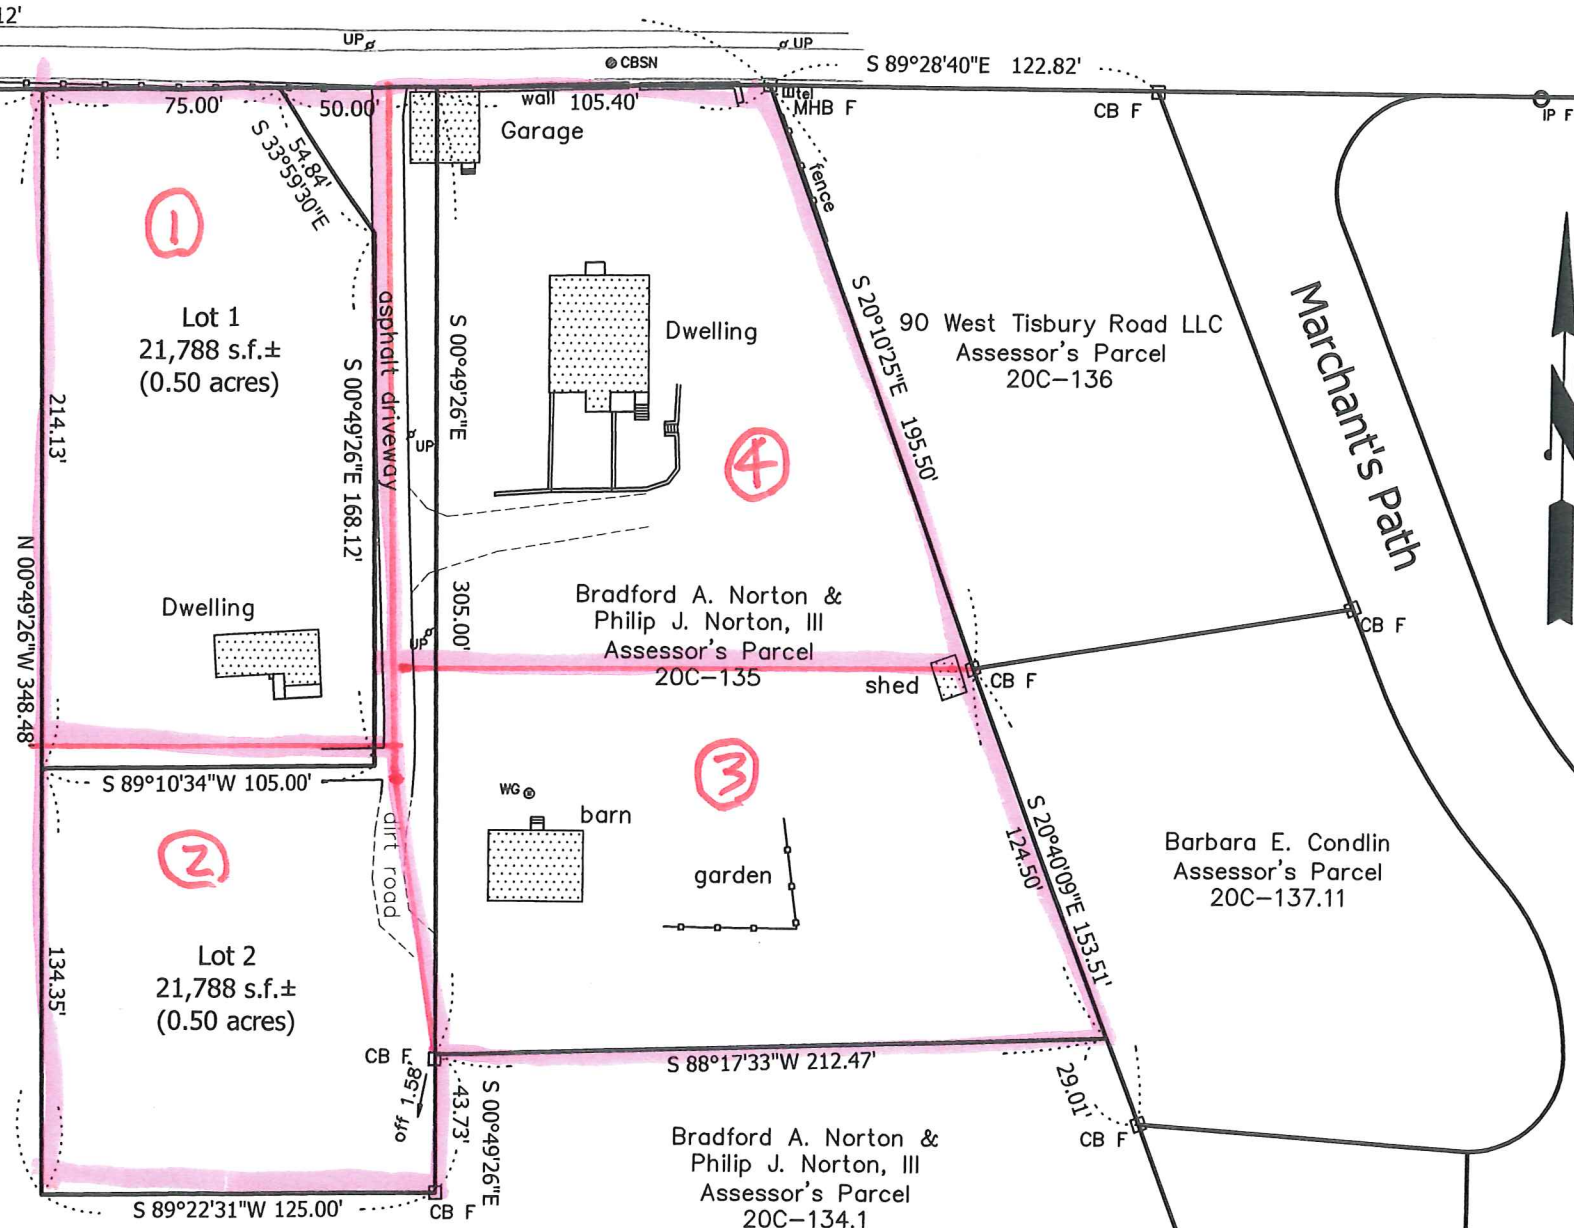 12'
UP
UP
CBSN
S 89°28'40"E 122.82'
75.00'
50.00'
wall 105.40'
tel
MHB F
CB F
IP F
Garage
54.84'
S 33°59'30"E
fence
1
Lot 1
21,788 s.f.±
(0.50 acres)
asphalt driveway
S 00°49'26"E
S 00°49'26"E 168.12'
Dwelling
S 20°10'25"E 195.50'
90 West Tisbury Road LLC
Assessor's Parcel
20C-136
Marchant's Path
N
214.13'
UP
4
N 00°49'26"W 348.48'
Dwelling
305.00'
UP
Bradford A. Norton &
Philip J. Norton, III
Assessor's Parcel
20C-135
shed
CB F
CB F
S 89°10'34"W 105.00'
3
WG
barn
garden
S 20°40'09"E 153.51'
124.50'
Barbara E. Condlin
Assessor's Parcel
20C-137.11
2
dirt road
Lot 2
21,788 s.f.±
(0.50 acres)
134.35'
CB F
off 1.58'
43.73'
S 00°49'26"E
S 88°17'33"W 212.47'
29.01'
CB F
Bradford A. Norton &
Philip J. Norton, III
Assessor's Parcel
20C-134.1
S 89°22'31"W 125.00'
CB F